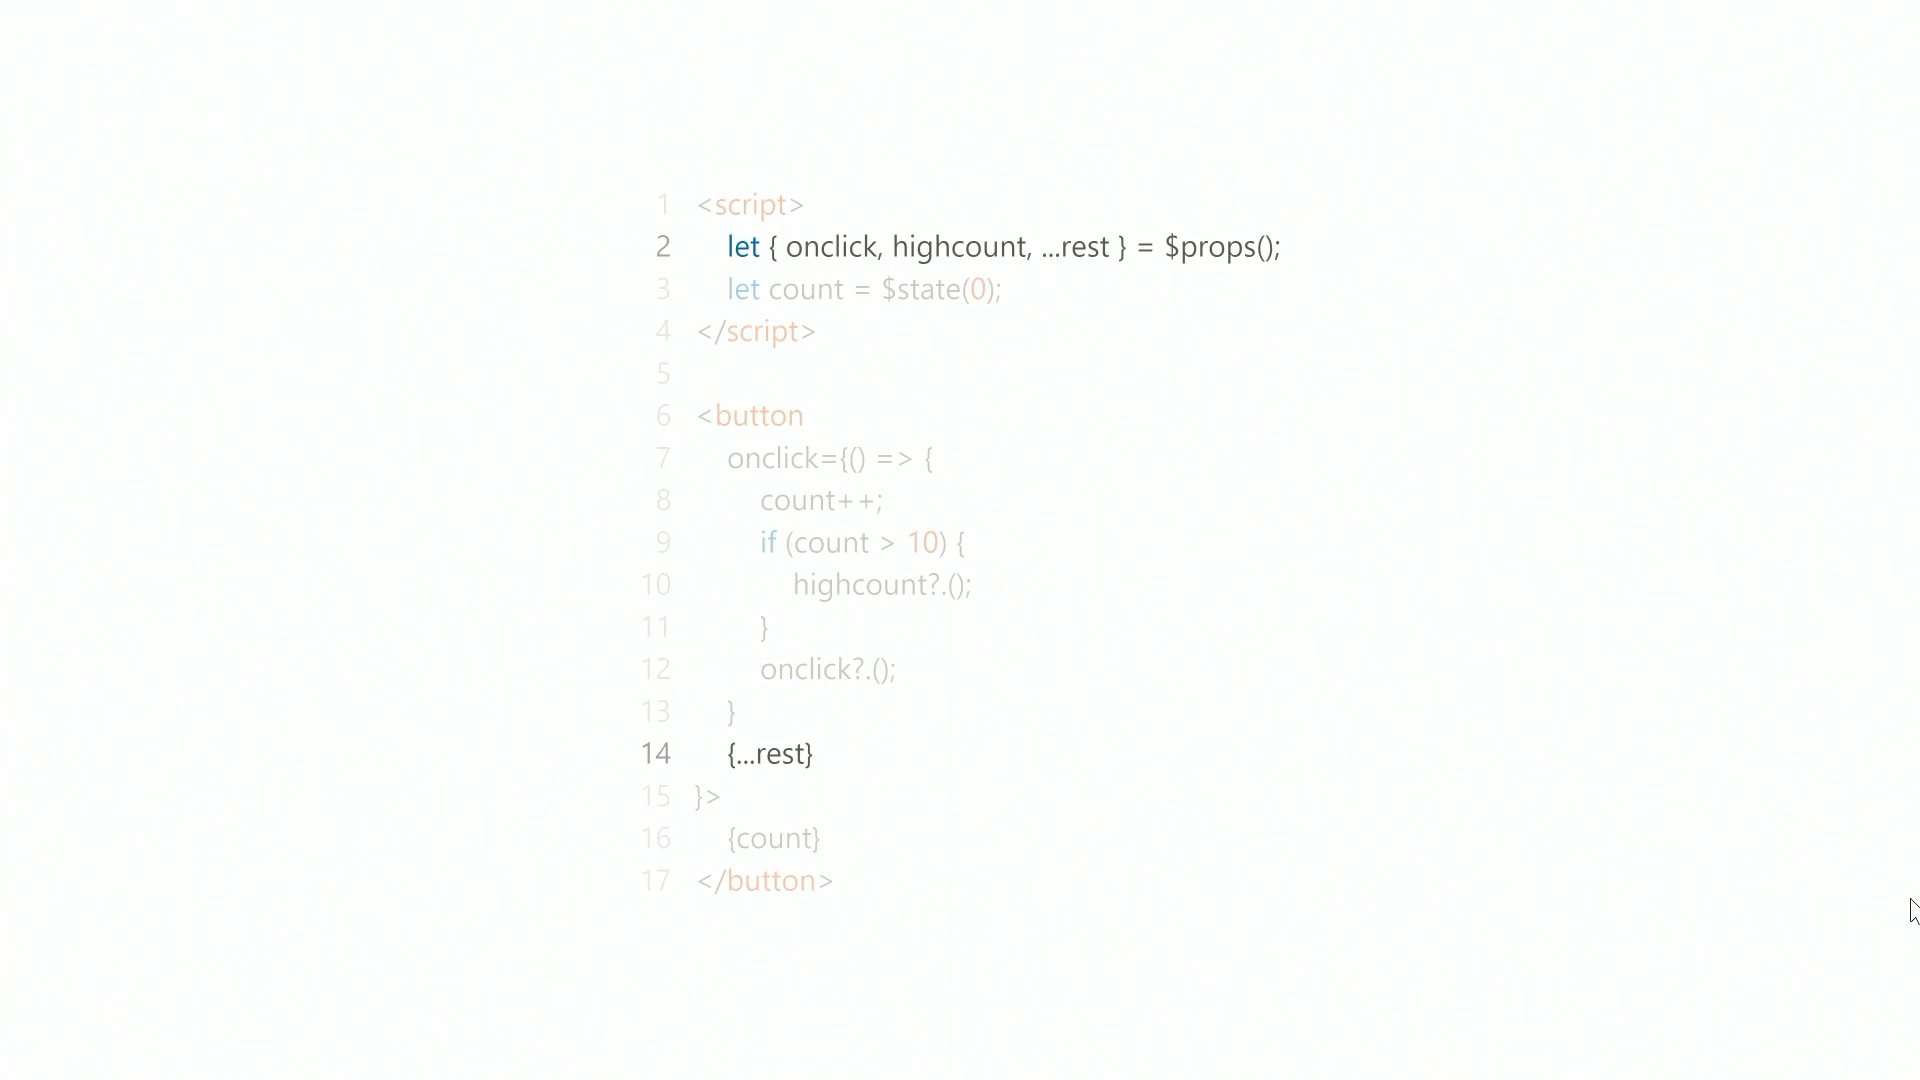 1 <script>
2 let { onclick, highcount, ...rest } = $props();
3 let count = $state(0);
4 </script>
5
6 <button
7 onclick={() => {
8 count++;
9 if (count > 10) {
10 highcount?.();
11 }
12 onclick?.();
13 }
14 {...rest}
15 }>
16 {count}
17 </button>